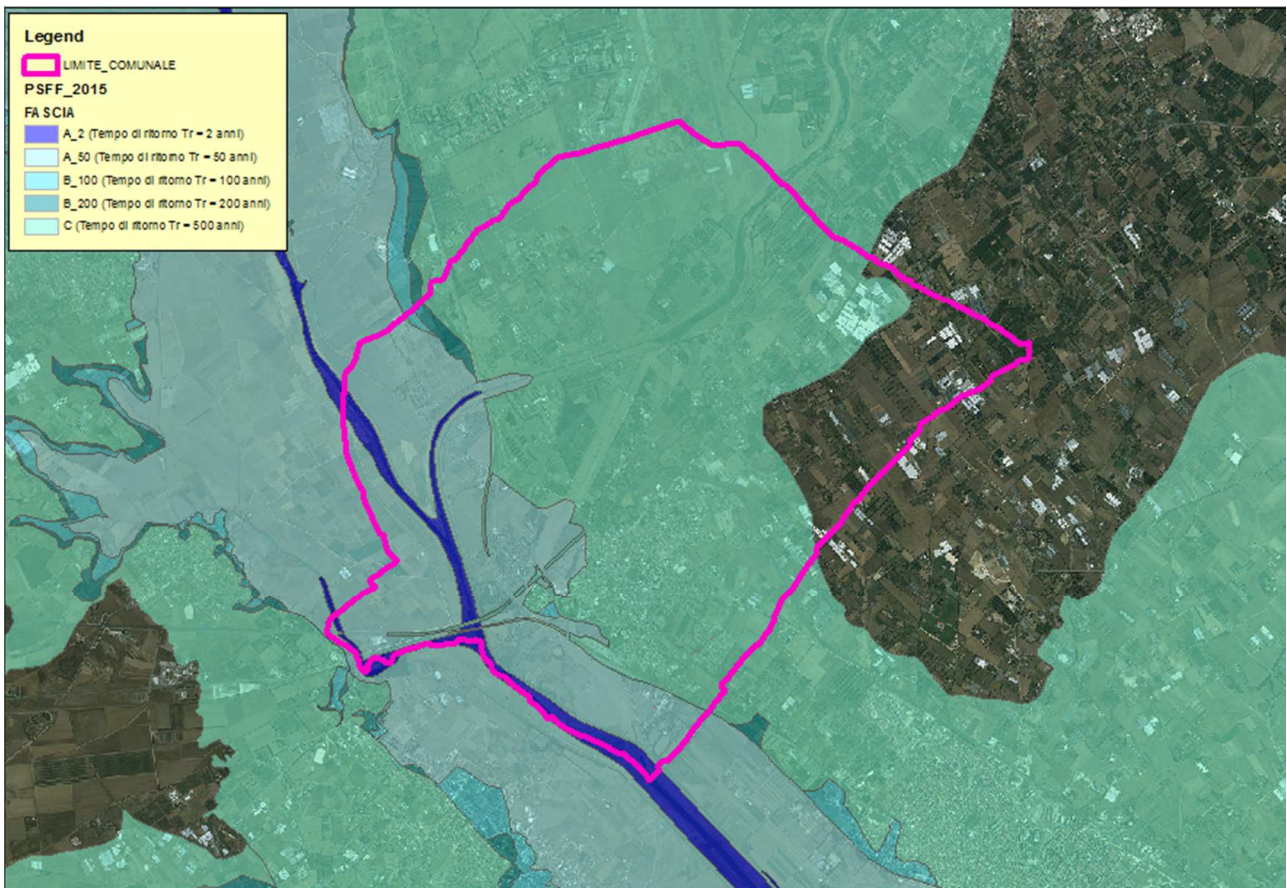 Legend
LIMITE_COMUNALE
PSFF_2015
FASCIA
A_2 (Tempo di ritorno Tr = 2 anni)
A_50 (Tempo di ritorno Tr = 50 anni)
B_100 (Tempo di ritorno Tr = 100 anni)
B_200 (Tempo di ritorno Tr = 200 anni)
C (Tempo di ritorno Tr = 500 anni)